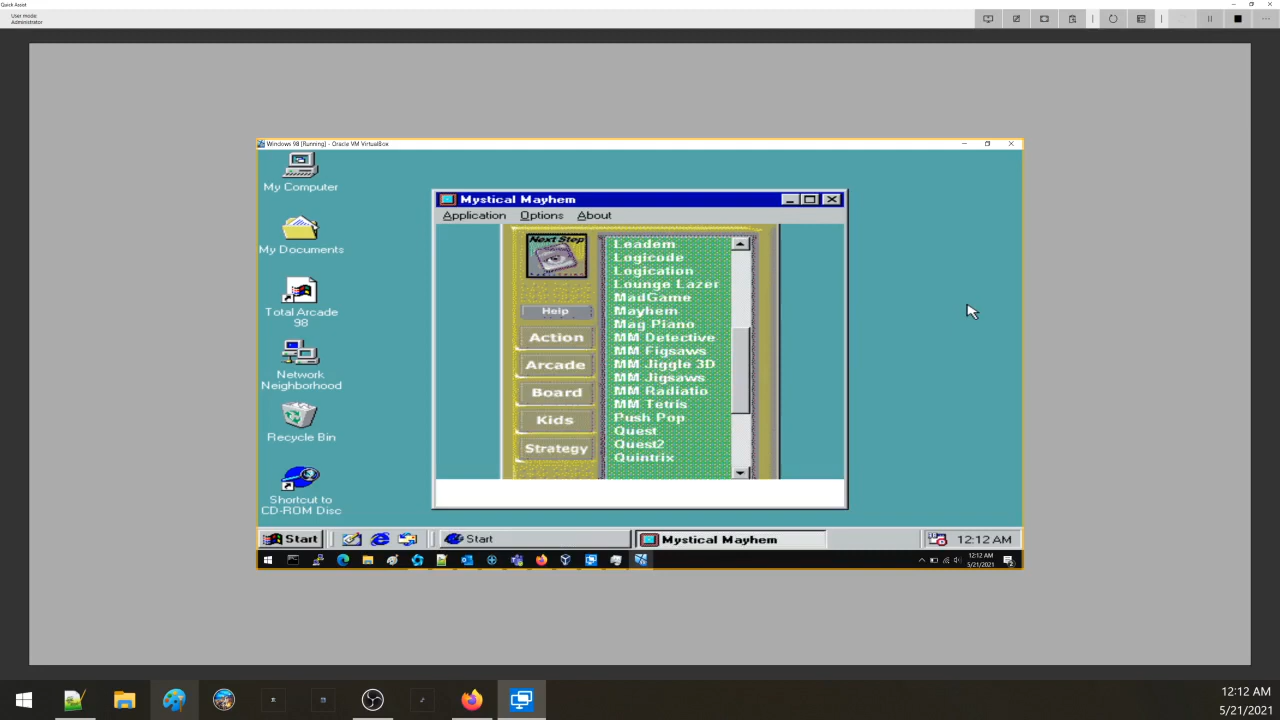 Quick Assist
User mode:
Administrator
Windows 98 [Running] - Oracle VM VirtualBox
My Computer
My Documents
Total Arcade
98
Network
Neighborhood
Recycle Bin
Shortcut to
CD-ROM Disc
Mystical Mayhem
Application Options About
Next Step
Help
Action
Arcade
Board
Kids
Strategy
Leadem
Logicode
Logication
Lounge Lazer
MadGame
Mayhem
Mag Piano
MM Detective
MM Figsaws
MM Jiggle 3D
MM Jigsaws
MM Radiatio
MM Tetris
Push Pop
Quest
Quest2
Quintrix
Start Start Mystical Mayhem 12:12 AM
12:12 AM
5/21/2021
12:12 AM
5/21/2021